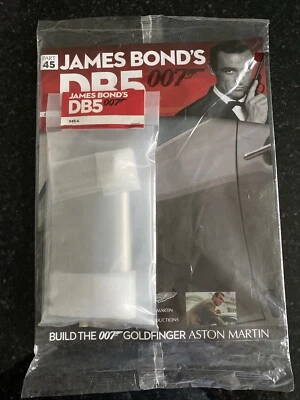 PART
45
JAMES BOND'S
DB5 007
JAMES BOND'S
DB5 007
BUILD THE 007 GOLDFINGER ASTON MARTIN